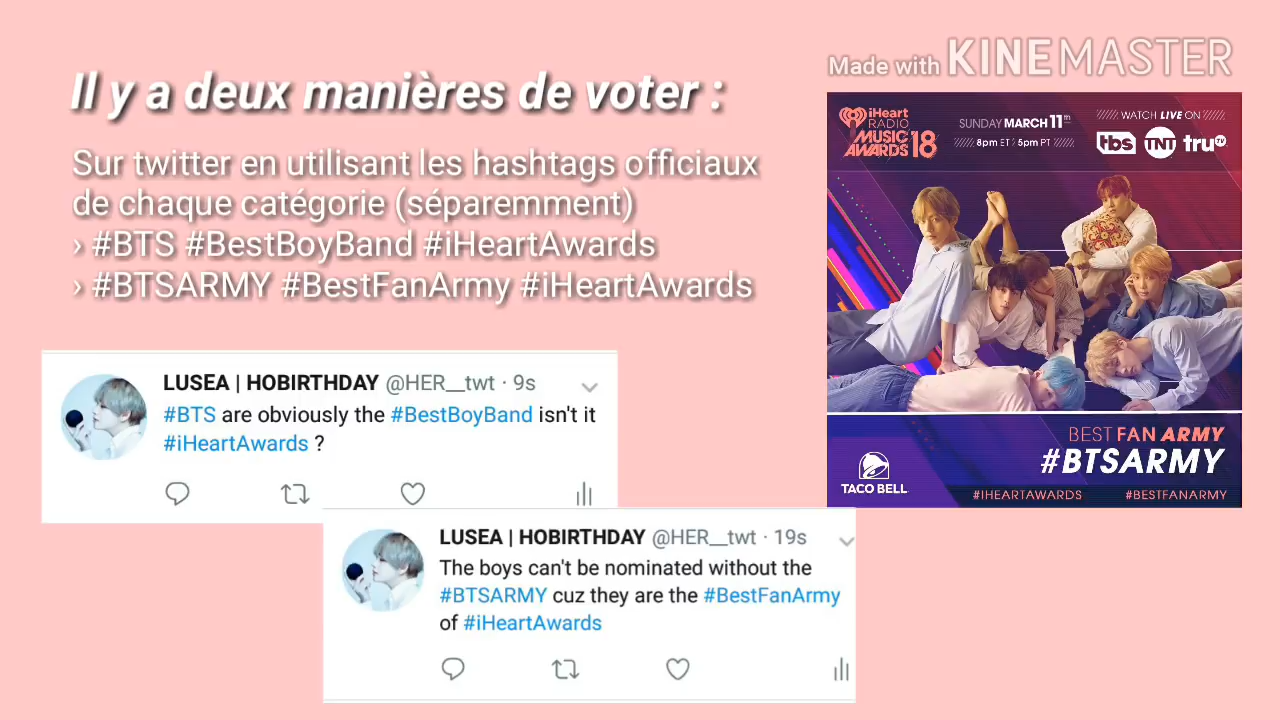 Il y a deux manières de voter :
Sur twitter en utilisant les hashtags officiaux
de chaque catégorie (séparemment)
› #BTS #BestBoyBand #iHeartAwards
› #BTSARMY #BestFanArmy #iHeartAwards
Made with KINEMASTER
iHeart
RADIO
MUSIC
AWARDS '18
SUNDAY MARCH 11th
8pm ET / 5pm PT
WATCH LIVE ON
tbs TNT truTV
BEST FAN ARMY
#BTSARMY
TACO BELL
#IHEARTAWARDS #BESTFANARMY
LUSEA | HOBIRTHDAY @HER__twt · 9s
#BTS are obviously the #BestBoyBand isn't it
#iHeartAwards ?
LUSEA | HOBIRTHDAY @HER__twt · 19s
The boys can't be nominated without the
#BTSARMY cuz they are the #BestFanArmy
of #iHeartAwards